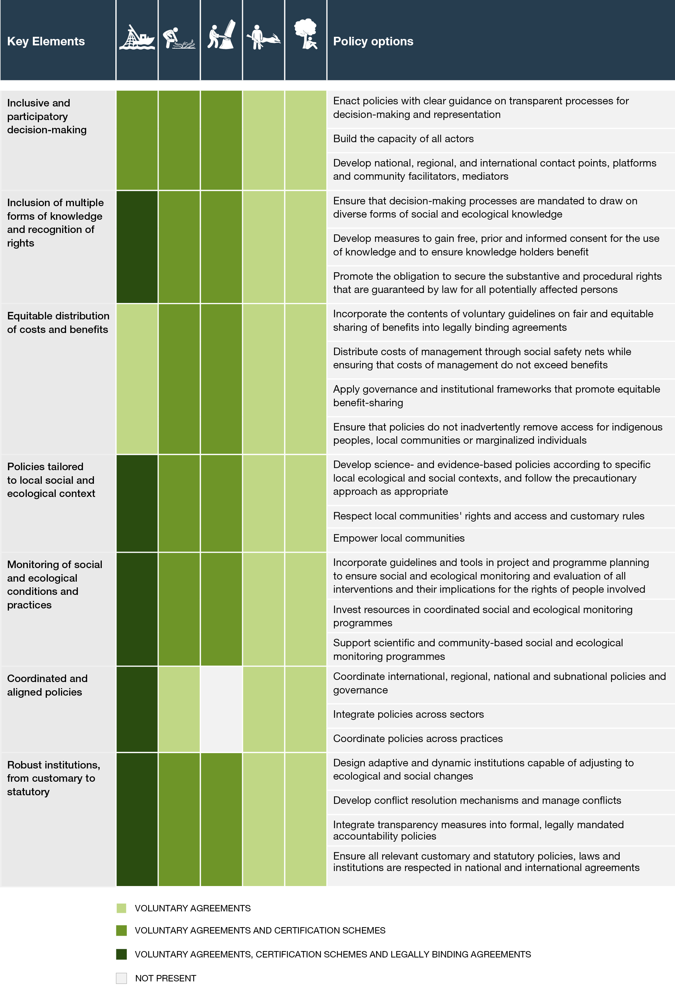 Key Elements
Policy options
Inclusive and
participatory
decision-making
Enact policies with clear guidance on transparent processes for
decision-making and representation
Build the capacity of all actors
Develop national, regional, and international contact points, platforms
and community facilitators, mediators
Inclusion of multiple
forms of knowledge
and recognition of
rights
Ensure that decision-making processes are mandated to draw on
diverse forms of social and ecological knowledge
Develop measures to gain free, prior and informed consent for the use
of knowledge and to ensure knowledge holders benefit
Promote the obligation to secure the substantive and procedural rights
that are guaranteed by law for all potentially affected persons
Equitable distribution
of costs and benefits
Incorporate the contents of voluntary guidelines on fair and equitable
sharing of benefits into legally binding agreements
Distribute costs of management through social safety nets while
ensuring that costs of management do not exceed benefits
Apply governance and institutional frameworks that promote equitable
benefit-sharing
Ensure that policies do not inadvertently remove access for indigenous
peoples, local communities or marginalized individuals
Policies tailored
to local social and
ecological context
Develop science- and evidence-based policies according to specific
local ecological and social contexts, and follow the precautionary
approach as appropriate
Respect local communities' rights and access and customary rules
Empower local communities
Monitoring of social
and ecological
conditions and
practices
Incorporate guidelines and tools in project and programme planning
to ensure social and ecological monitoring and evaluation of all
interventions and their implications for the rights of people involved
Invest resources in coordinated social and ecological monitoring
programmes
Support scientific and community-based social and ecological
monitoring programmes
Coordinated and
aligned policies
Coordinate international, regional, national and subnational policies and
governance
Integrate policies across sectors
Coordinate policies across practices
Robust institutions,
from customary to
statutory
Design adaptive and dynamic institutions capable of adjusting to
ecological and social changes
Develop conflict resolution mechanisms and manage conflicts
Integrate transparency measures into formal, legally mandated
accountability policies
Ensure all relevant customary and statutory policies, laws and
institutions are respected in national and international agreements
VOLUNTARY AGREEMENTS
VOLUNTARY AGREEMENTS AND CERTIFICATION SCHEMES
VOLUNTARY AGREEMENTS, CERTIFICATION SCHEMES AND LEGALLY BINDING AGREEMENTS
NOT PRESENT